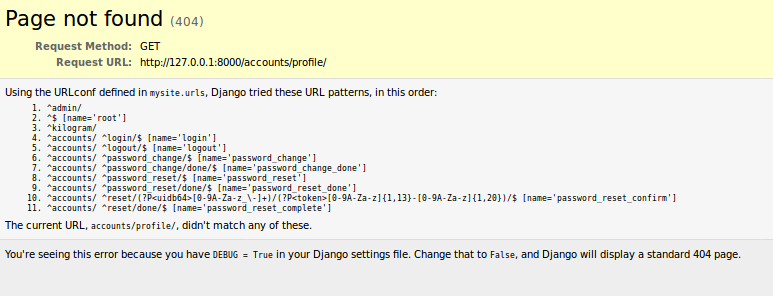 Page not found (404)
Request Method: GET
Request URL: http://127.0.0.1:8000/accounts/profile/
Using the URLconf defined in mysite.urls, Django tried these URL patterns, in this order:
1. ^admin/
2. ^$ [name='root']
3. ^kilogram/
4. ^accounts/ ^login/$ [name='login']
5. ^accounts/ ^logout/$ [name='logout']
6. ^accounts/ ^password_change/$ [name='password_change']
7. ^accounts/ ^password_change/done/$ [name='password_change_done']
8. ^accounts/ ^password_reset/$ [name='password_reset']
9. ^accounts/ ^password_reset/done/$ [name='password_reset_done']
10. ^accounts/ ^reset/(?P<uidb64>[0-9A-Za-z_\-]+)/(?P<token>[0-9A-Za-z]{1,13}-[0-9A-Za-z]{1,20})/$ [name='password_reset_confirm']
11. ^accounts/ ^reset/done/$ [name='password_reset_complete']
The current URL, accounts/profile/, didn't match any of these.
You're seeing this error because you have DEBUG = True in your Django settings file. Change that to False, and Django will display a standard 404 page.